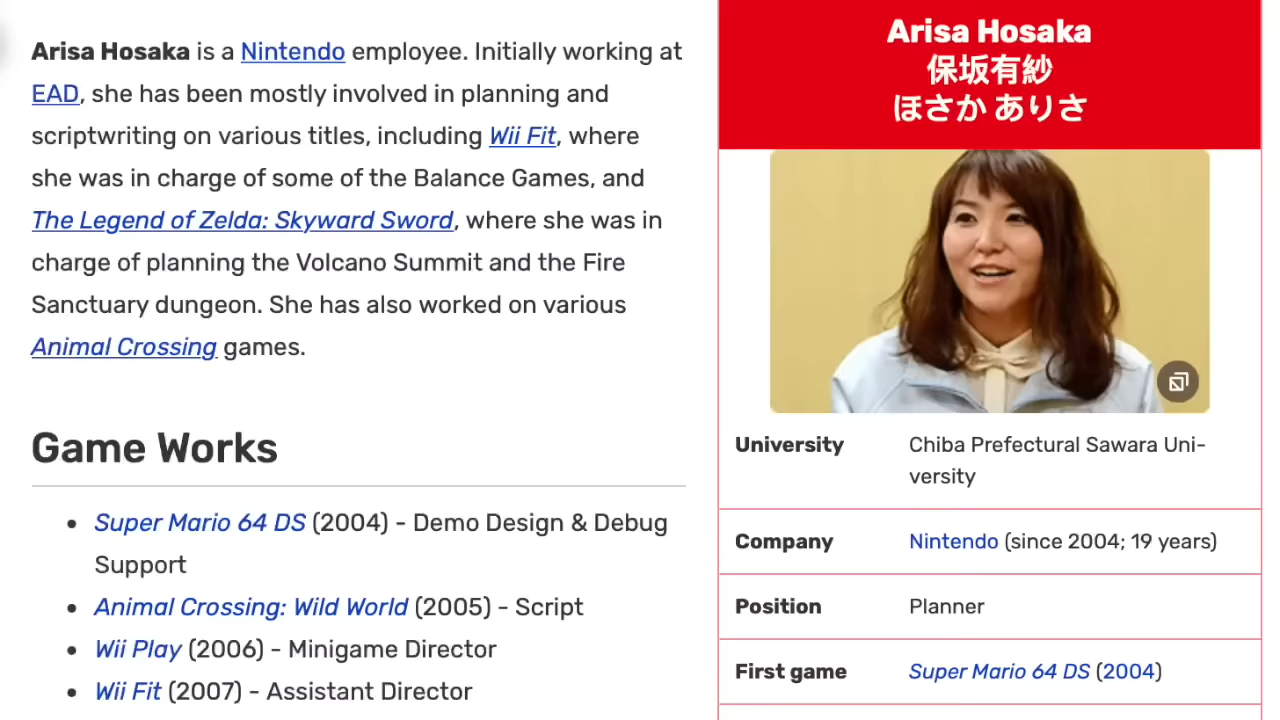 Arisa Hosaka is a Nintendo employee. Initially working at
EAD, she has been mostly involved in planning and
scriptwriting on various titles, including Wii Fit, where
she was in charge of some of the Balance Games, and
The Legend of Zelda: Skyward Sword, where she was in
charge of planning the Volcano Summit and the Fire
Sanctuary dungeon. She has also worked on various
Animal Crossing games.
Game Works
Super Mario 64 DS (2004) - Demo Design & Debug
Support
Animal Crossing: Wild World (2005) - Script
Wii Play (2006) - Minigame Director
Wii Fit (2007) - Assistant Director
Arisa Hosaka
保坂有紗
ほさか ありさ
University Chiba Prefectural Sawara Uni-
versity
Company Nintendo (since 2004; 19 years)
Position Planner
First game Super Mario 64 DS (2004)